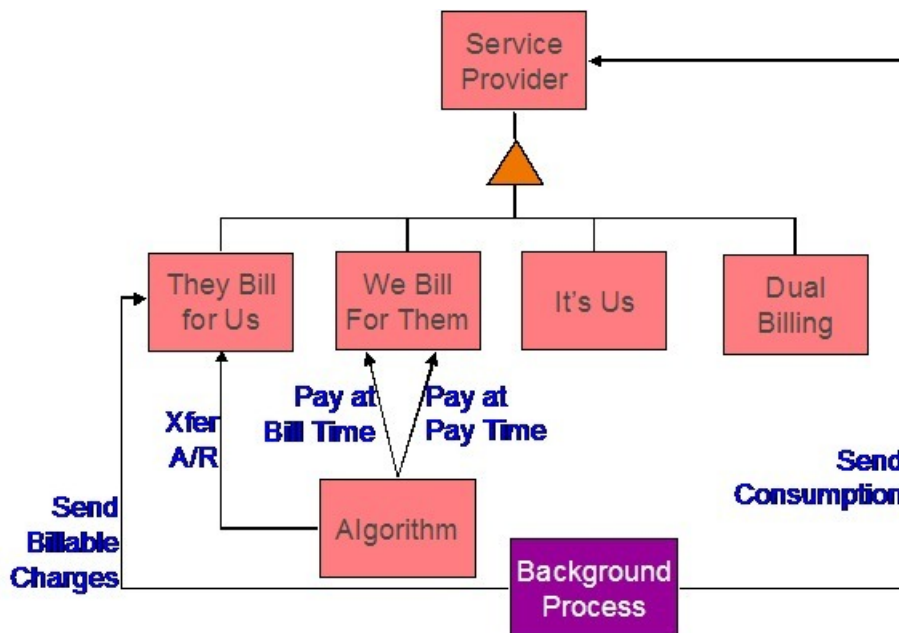 Service
Provider
They Bill
for Us
We Bill
For Them
It's Us
Dual
Billing
Xfer
A/R
Pay at
Bill Time
Pay at
Pay Time
Send
Consumption
Send
Billable
Charges
Algorithm
Background
Process